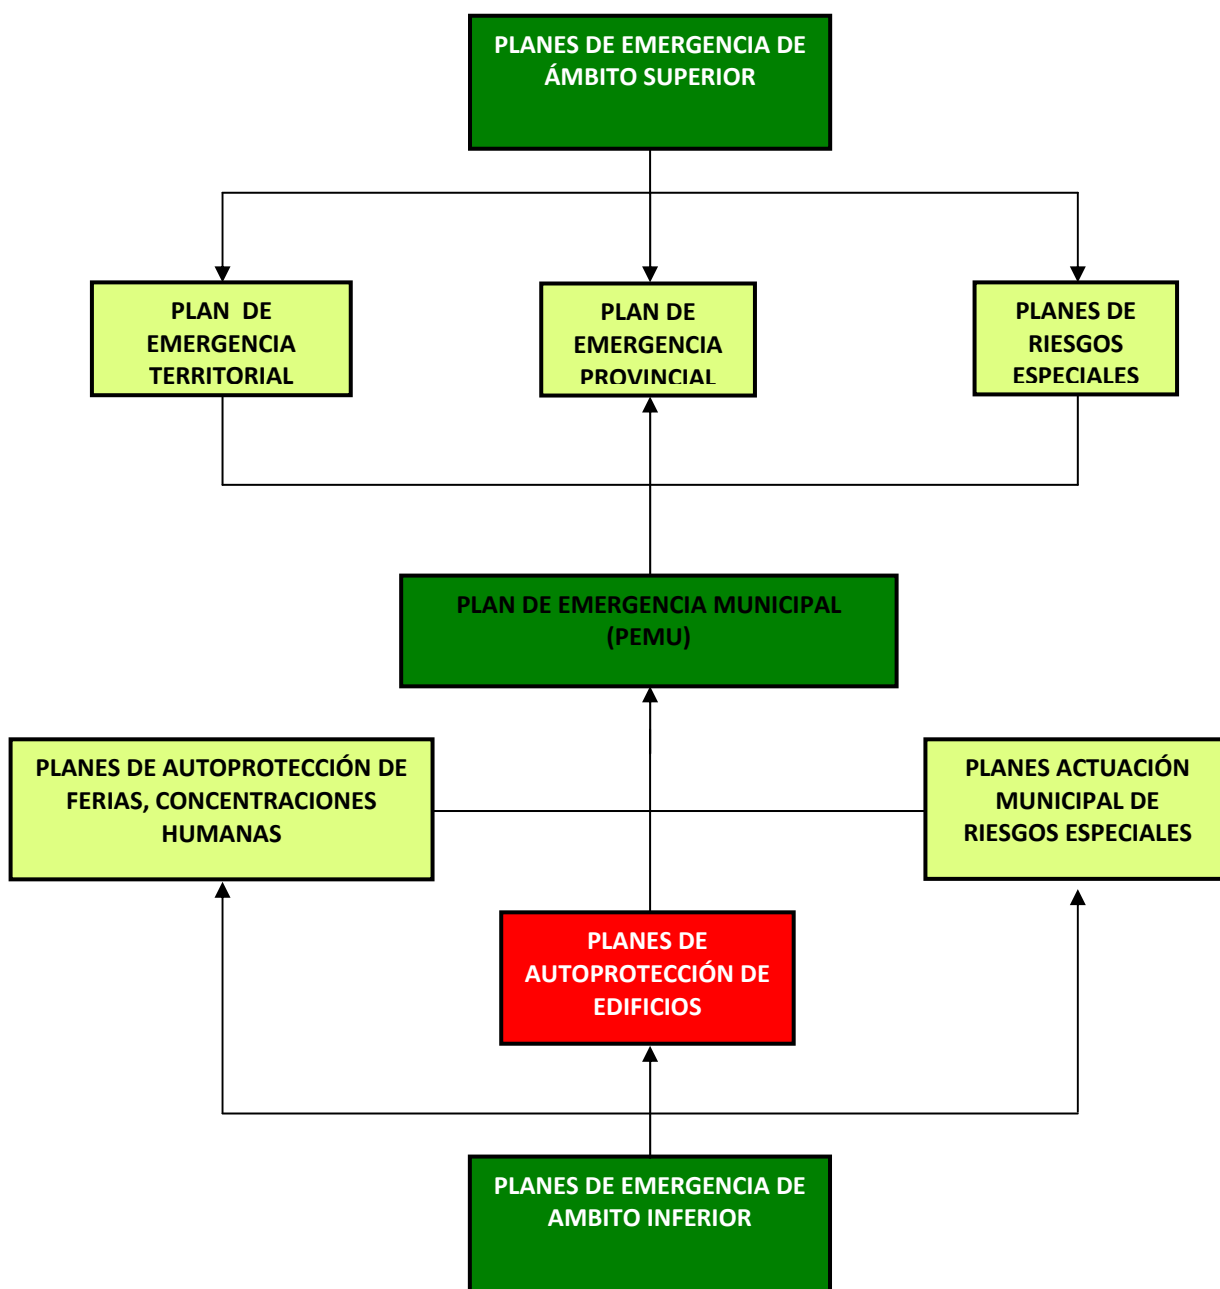 PLANES DE EMERGENCIA DE
ÁMBITO SUPERIOR
PLAN DE
EMERGENCIA
TERRITORIAL
PLAN DE
EMERGENCIA
PROVINCIAL
PLANES DE
RIESGOS
ESPECIALES
PLAN DE EMERGENCIA MUNICIPAL
(PEMU)
PLANES DE AUTOPROTECCIÓN DE
FERIAS, CONCENTRACIONES
HUMANAS
PLANES ACTUACIÓN
MUNICIPAL DE
RIESGOS ESPECIALES
PLANES DE
AUTOPROTECCIÓN DE
EDIFICIOS
PLANES DE EMERGENCIA DE
AMBITO INFERIOR